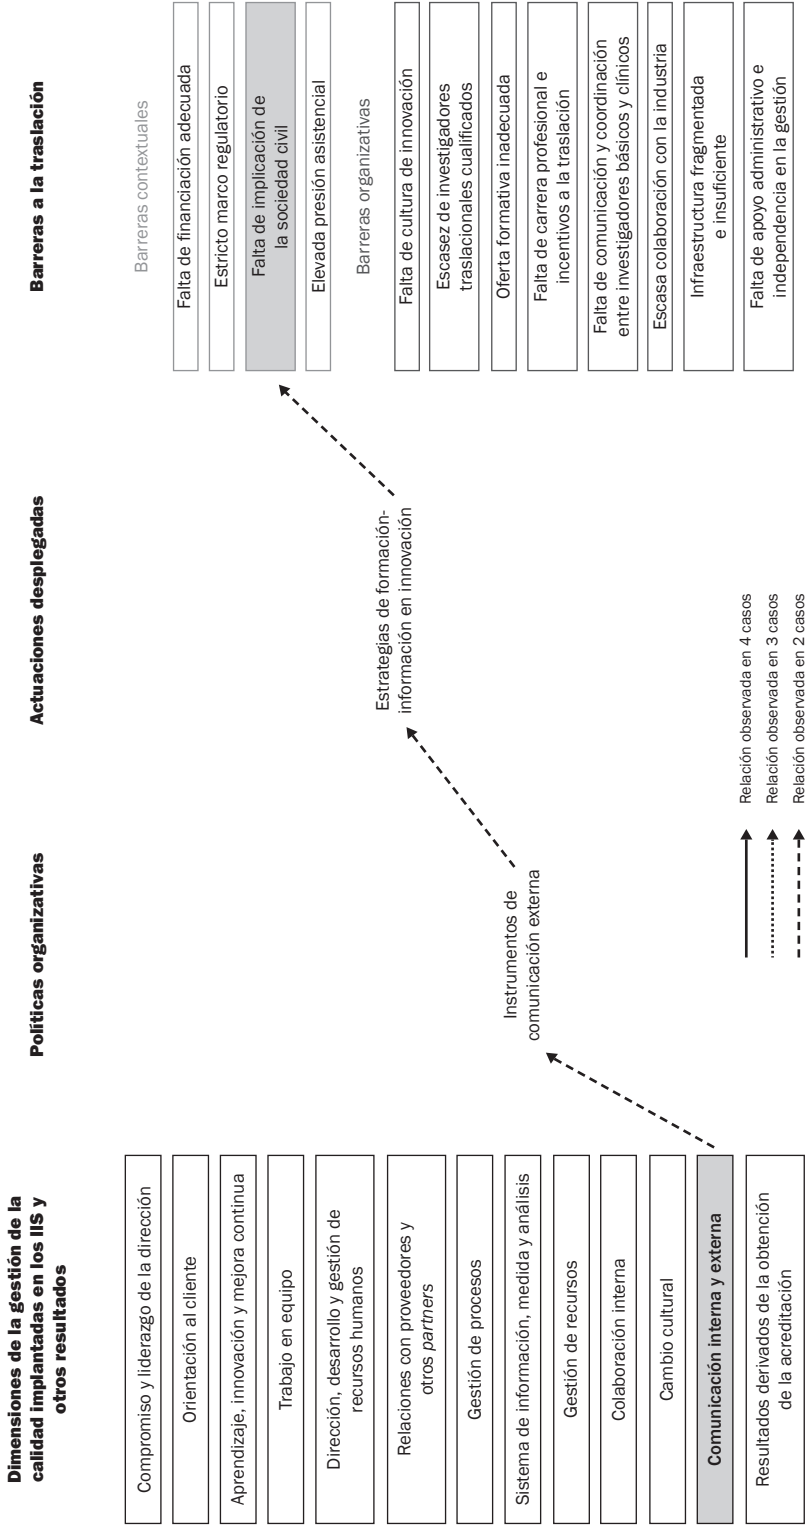 Dimensiones de la gestión de la
calidad implantadas en los IIS y
otros resultados
Compromiso y liderazgo de la dirección
Orientación al cliente
Aprendizaje, innovación y mejora continua
Trabajo en equipo
Dirección, desarrollo y gestión de
recursos humanos
Relaciones con proveedores y
otros partners
Gestión de procesos
Sistema de información, medida y análisis
Gestión de recursos
Colaboración interna
Cambio cultural
Comunicación interna y externa
Resultados derivados de la obtención
de la acreditación
Políticas organizativas
Instrumentos de
comunicación externa
Actuaciones desplegadas
Estrategias de formación-
información en innovación
Barreras a la traslación
Barreras contextuales
Falta de financiación adecuada
Estricto marco regulatorio
Falta de implicación de
la sociedad civil
Elevada presión asistencial
Barreras organizativas
Falta de cultura de innovación
Escasez de investigadores
traslacionales cualificados
Oferta formativa inadecuada
Falta de carrera profesional e
incentivos a la traslación
Falta de comunicación y coordinación
entre investigadores básicos y clínicos
Escasa colaboración con la industria
Infraestructura fragmentada
e insuficiente
Falta de apoyo administrativo e
independencia en la gestión
Relación observada en 4 casos
Relación observada en 3 casos
Relación observada en 2 casos